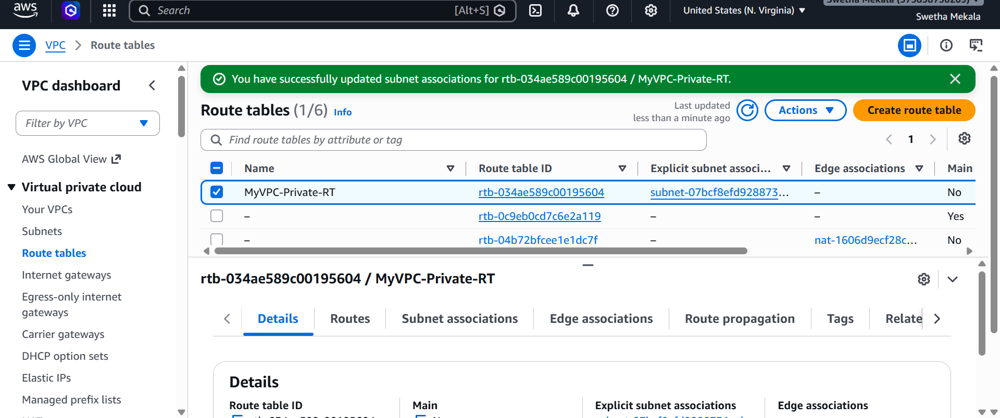 aws
Search
[Alt+S]
United States (N. Virginia)
Swetha Mekala
VPC
Route tables
VPC dashboard
Filter by VPC
AWS Global View
Virtual private cloud
Your VPCs
Subnets
Route tables
Internet gateways
Egress-only internet
gateways
Carrier gateways
DHCP option sets
Elastic IPs
Managed prefix lists
You have successfully updated subnet associations for rtb-034ae589c00195604 / MyVPC-Private-RT.
Route tables (1/6) Info
Last updated
less than a minute ago
Actions
Create route table
Find route tables by attribute or tag
1
Name Route table ID Explicit subnet associ... Edge associations Main
MyVPC-Private-RT rtb-034ae589c00195604 subnet-07bcf8efd928873... – No
– rtb-0c9eb0cd7c6e2a119 – – Yes
– rtb-04b72bfcee1e1dc7f – nat-1606d9ecf28c... No
rtb-034ae589c00195604 / MyVPC-Private-RT
Details Routes Subnet associations Edge associations Route propagation Tags Relate
Details
Route table ID Main Explicit subnet associations Edge associations